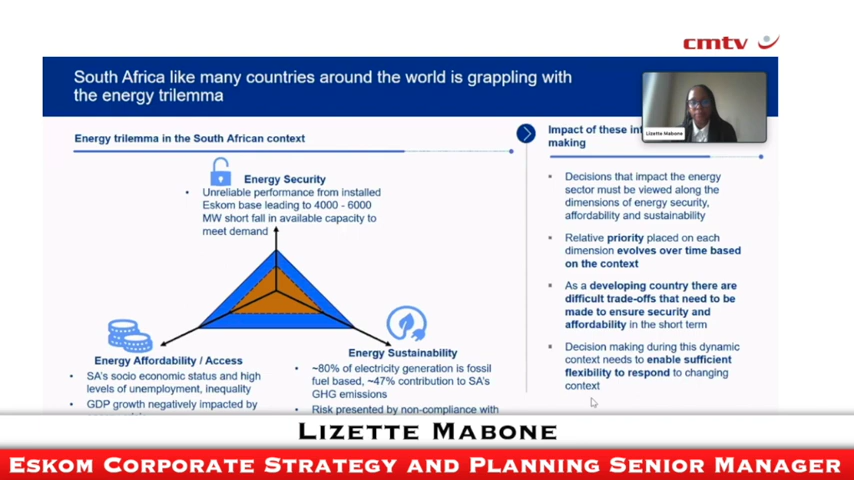 cmtv
South Africa like many countries around the world is grappling with
the energy trilemma
Lizette Mabone
Energy trilemma in the South African context
Energy Security
• Unreliable performance from installed
Eskom base leading to 4000 - 6000
MW short fall in available capacity to
meet demand
Energy Affordability / Access
• SA's socio economic status and high
levels of unemployment, inequality
• GDP growth negatively impacted by
Energy Sustainability
• ~80% of electricity generation is fossil
fuel based, ~47% contribution to SA's
GHG emissions
• Risk presented by non-compliance with
Impact of these
making
▪ Decisions that impact the energy
sector must be viewed along the
dimensions of energy security,
affordability and sustainability
▪ Relative priority placed on each
dimension evolves over time based
on the context
▪ As a developing country there are
difficult trade-offs that need to be
made to ensure security and
affordability in the short term
▪ Decision making during this dynamic
context needs to enable sufficient
flexibility to respond to changing
context
Lizette Mabone
Eskom Corporate Strategy and Planning Senior Manager